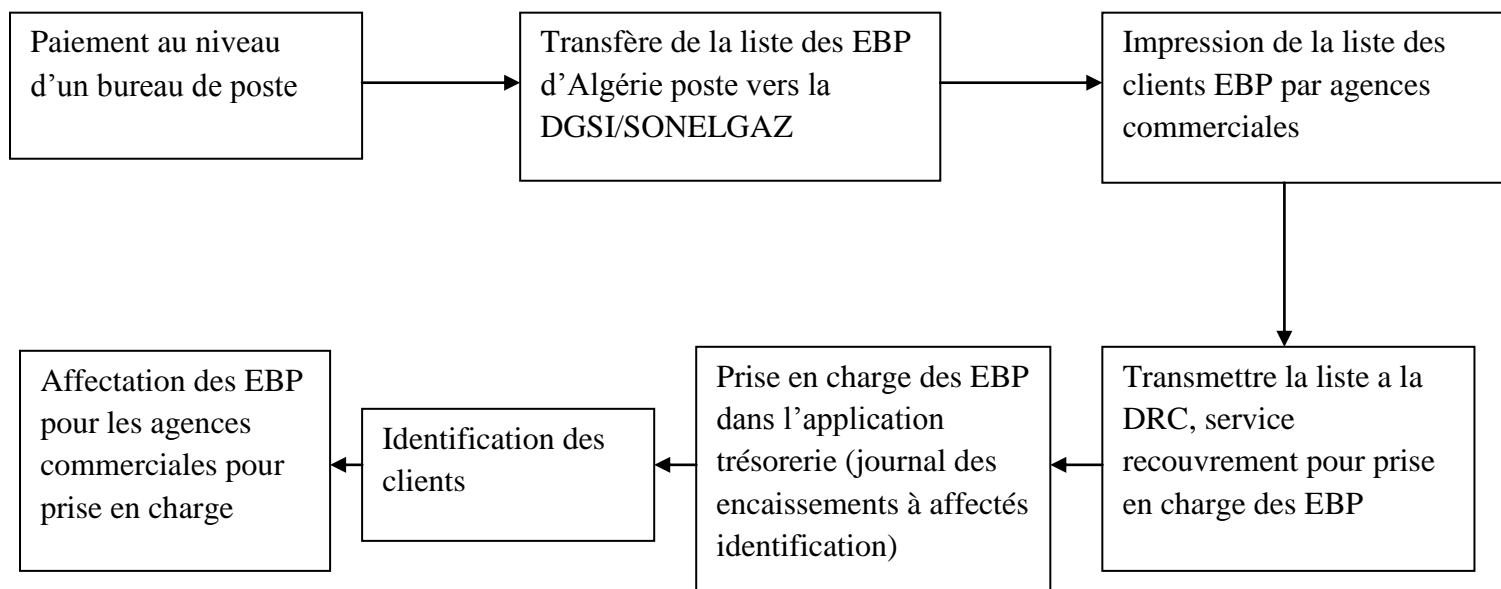 Paiement au niveau
d’un bureau de poste
Transfère de la liste des EBP
d’Algérie poste vers la
DGSI/SONELGAZ
Impression de la liste des
clients EBP par agences
commerciales
Transmettre la liste a la
DRC, service
recouvrement pour prise
en charge des EBP
Prise en charge des EBP
dans l’application
trésorerie (journal des
encaissements à affectés
identification)
Identification des
clients
Affectation des EBP
pour les agences
commerciales pour
prise en charge